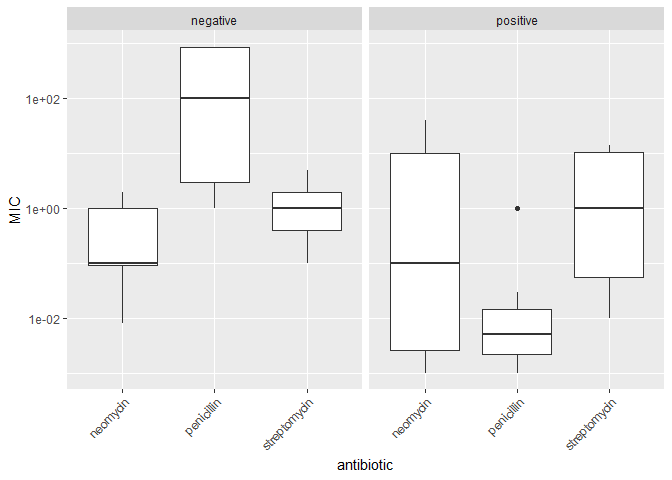 negative positive
MIC
1e+02
1e+00
1e-02
neomycin penicillin streptomycin neomycin penicillin streptomycin
antibiotic